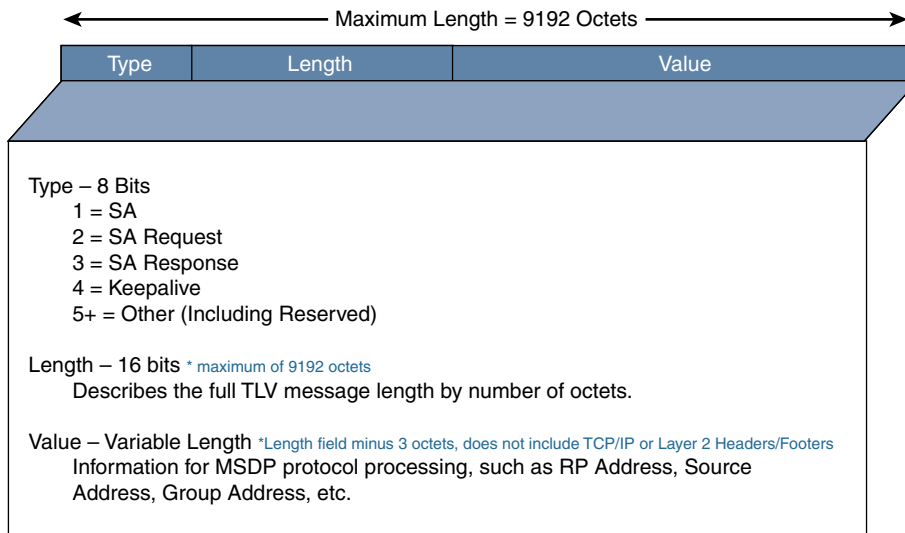 Maximum Length = 9192 Octets
Type Length Value
Type – 8 Bits
1 = SA
2 = SA Request
3 = SA Response
4 = Keepalive
5+ = Other (Including Reserved)
Length – 16 bits * maximum of 9192 octets
Describes the full TLV message length by number of octets.
Value – Variable Length *Length field minus 3 octets, does not include TCP/IP or Layer 2 Headers/Footers
Information for MSDP protocol processing, such as RP Address, Source
Address, Group Address, etc.